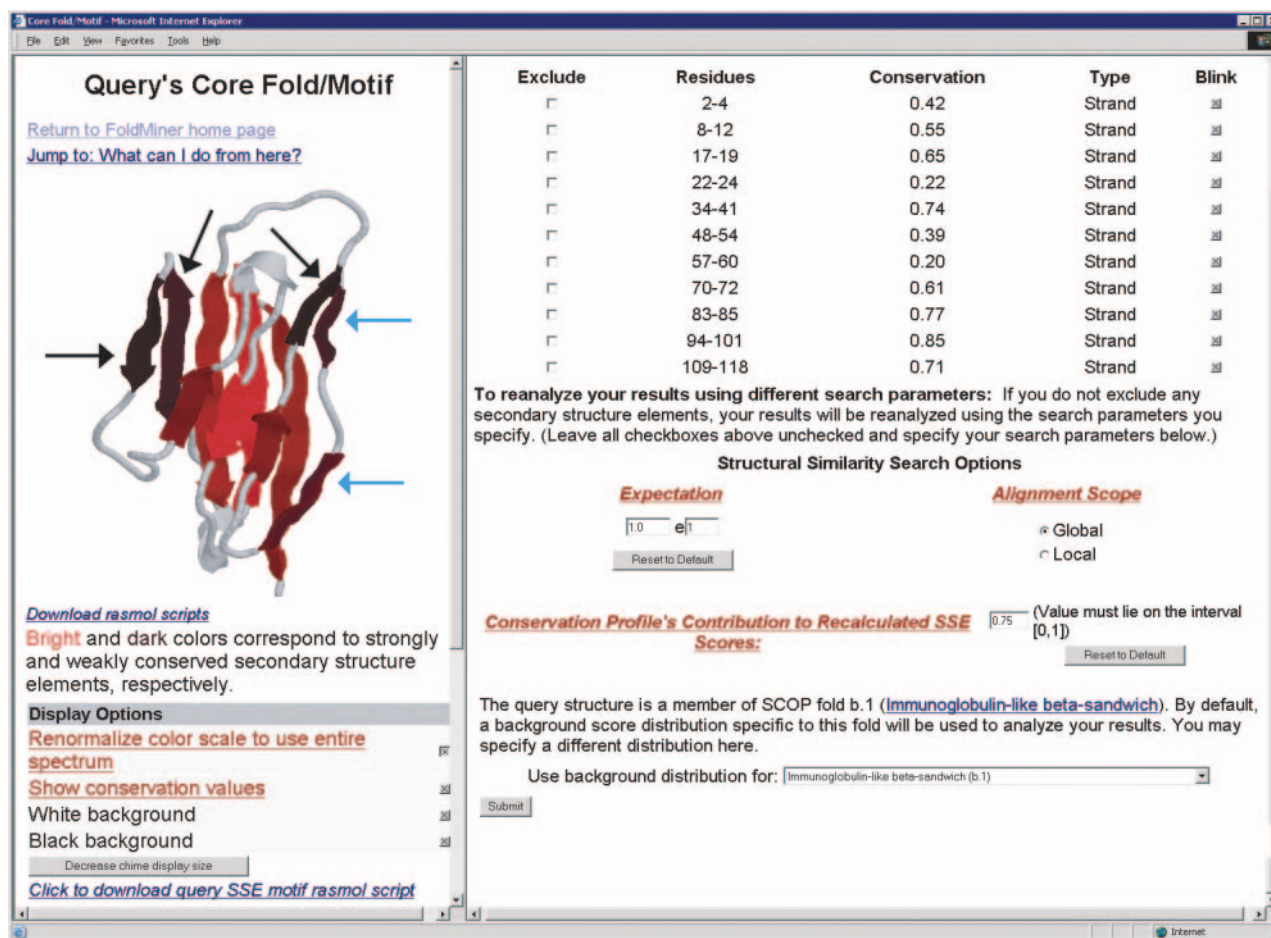 Core Fold/Motif - Microsoft Internet Explorer
File Edit View Favorites Tools Help
Query's Core Fold/Motif
Return to FoldMiner home page
Jump to: What can I do from here?
Download rasmol scripts
Bright and dark colors correspond to strongly
and weakly conserved secondary structure
elements, respectively.
Display Options
Renormalize color scale to use entire
spectrum
Show conservation values
White background
Black background
Decrease chime display size
Click to download query SSE motif rasmol script
Exclude Residues Conservation Type Blink
2-4 0.42 Strand
8-12 0.55 Strand
17-19 0.65 Strand
22-24 0.22 Strand
34-41 0.74 Strand
48-54 0.39 Strand
57-60 0.20 Strand
70-72 0.61 Strand
83-85 0.77 Strand
94-101 0.85 Strand
109-118 0.71 Strand
To reanalyze your results using different search parameters: If you do not exclude any
secondary structure elements, your results will be reanalyzed using the search parameters you
specify. (Leave all checkboxes above unchecked and specify your search parameters below.)
Structural Similarity Search Options
Expectation Alignment Scope
1.0 e 1
Reset to Default
Global
Local
Conservation Profile's Contribution to Recalculated SSE
Scores:
0.75 (Value must lie on the interval
[0,1])
Reset to Default
The query structure is a member of SCOP fold b.1 (Immunoglobulin-like beta-sandwich). By default,
a background score distribution specific to this fold will be used to analyze your results. You may
specify a different distribution here.
Use background distribution for: Immunoglobulin-like beta-sandwich (b.1)
Submit
Internet